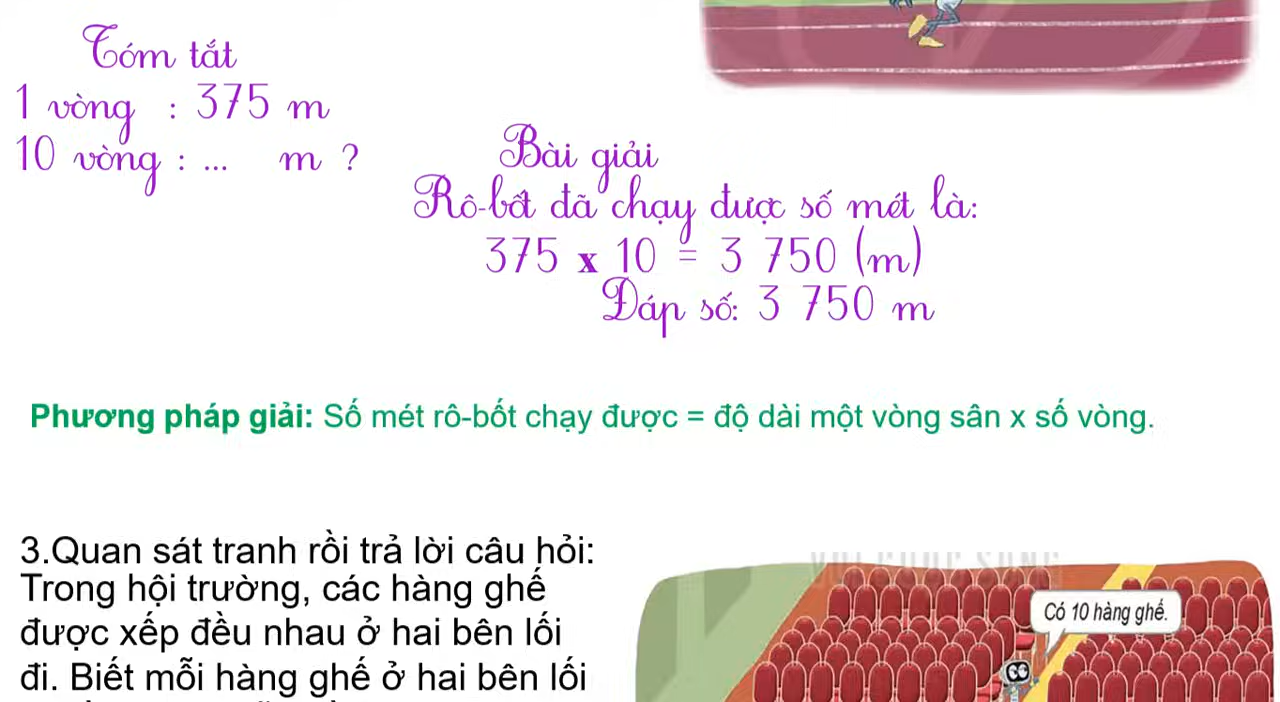 Tóm tắt
1 vòng : 375 m
10 vòng : ... m ?
Bài giải
Rô-bốt đã chạy được số mét là:
375 x 10 = 3 750 (m)
Đáp số: 3 750 m
Phương pháp giải: Số mét rô-bốt chạy được = độ dài một vòng sân x số vòng.
3.Quan sát tranh rồi trả lời câu hỏi:
Trong hội trường, các hàng ghế
được xếp đều nhau ở hai bên lối
đi. Biết mỗi hàng ghế ở hai bên lối
Có 10 hàng ghế.